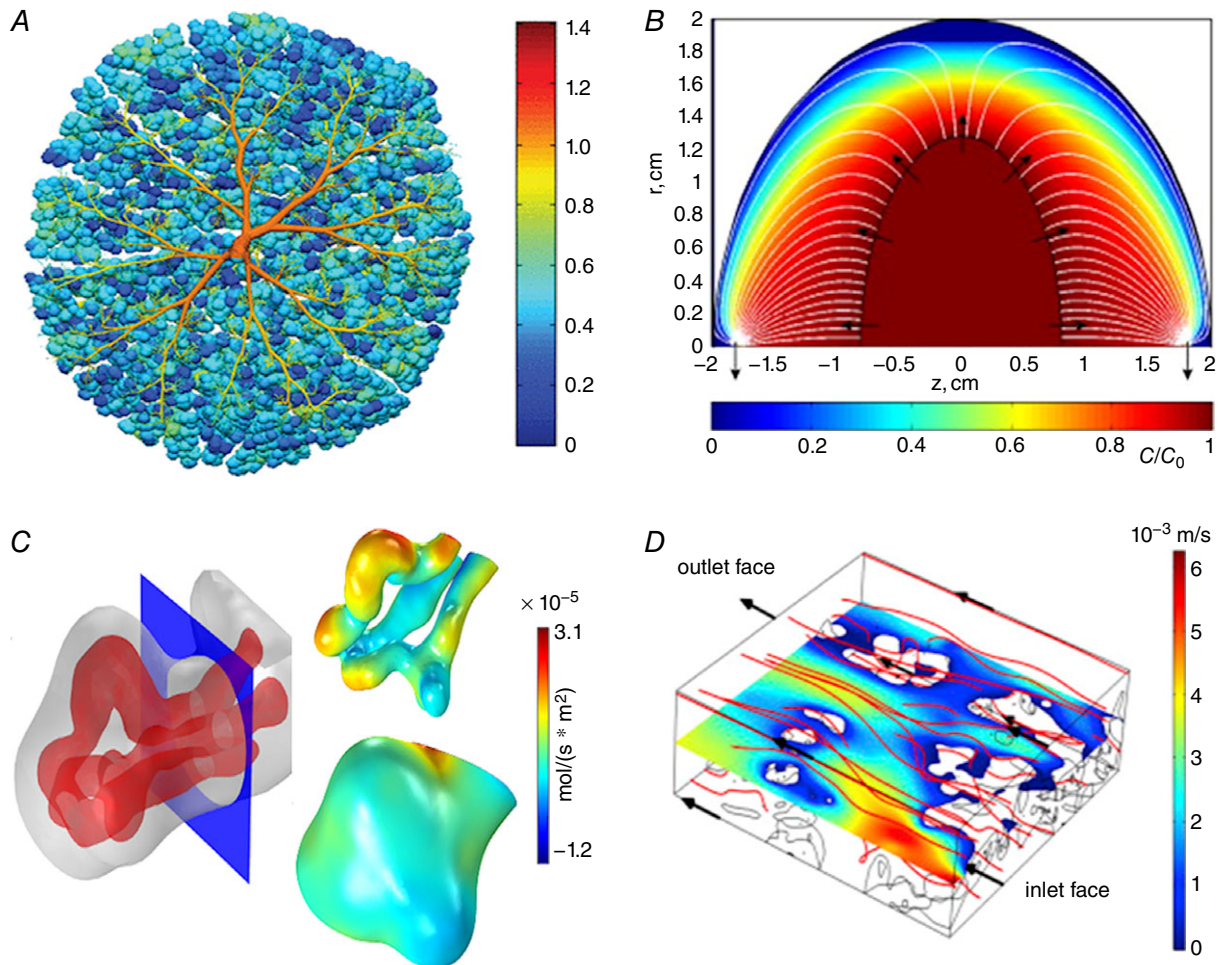 A
1.4
1.2
1.0
0.8
0.6
0.4
0.2
0
B
r, cm
2
1.8
1.6
1.4
1.2
1
0.8
0.6
0.4
0.2
0
−2 −1.5 −1 −0.5 0 0.5 1 1.5 2
z, cm
0 0.2 0.4 0.6 0.8 1
C/C0
C
× 10−5
3.1
mol/(s * m2)
−1.2
D
10−3 m/s
outlet face
inlet face
6
5
4
3
2
1
0